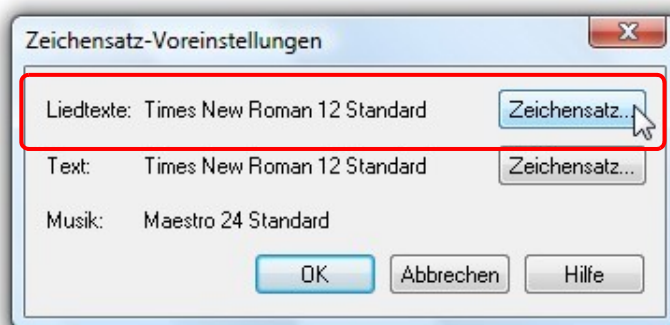 Zeichensatz-Voreinstellungen
Liedtexte: Times New Roman 12 Standard Zeichensatz...
Text: Times New Roman 12 Standard Zeichensatz...
Musik: Maestro 24 Standard
OK Abbrechen Hilfe